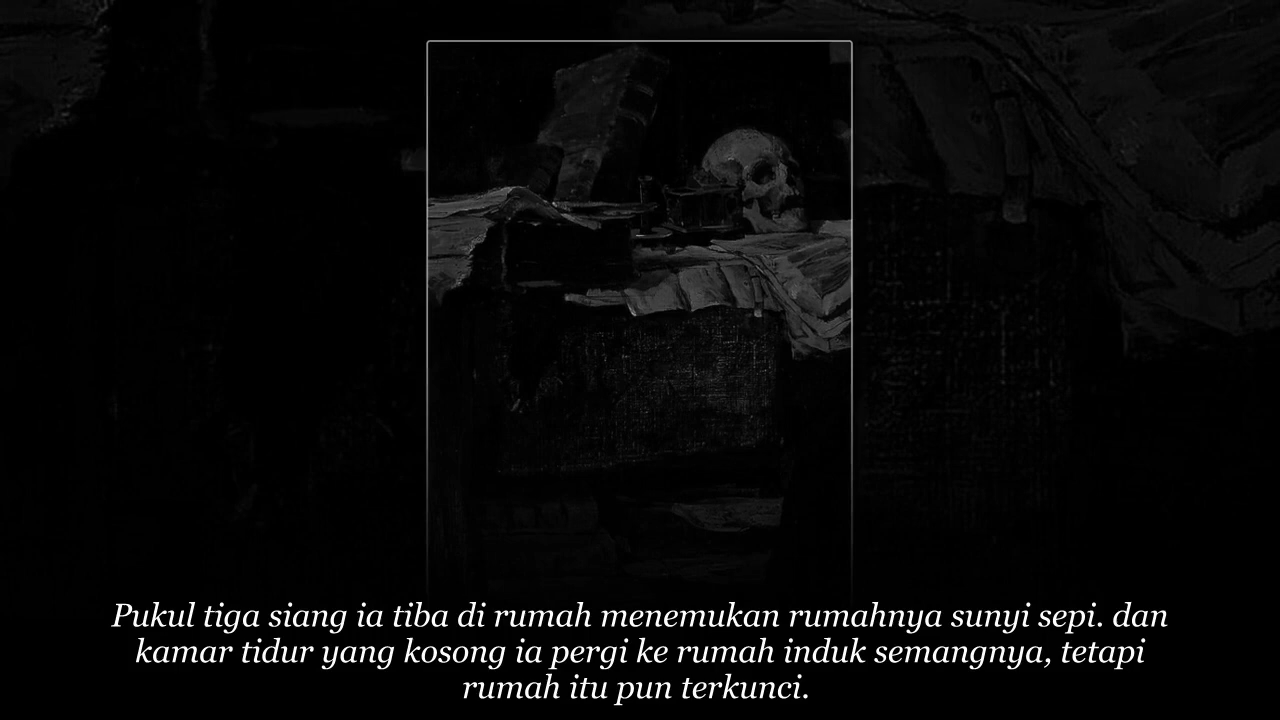 Pukul tiga siang ia tiba di rumah menemukan rumahnya sunyi sepi. dan
kamar tidur yang kosong ia pergi ke rumah induk semangnya, tetapi
rumah itu pun terkunci.